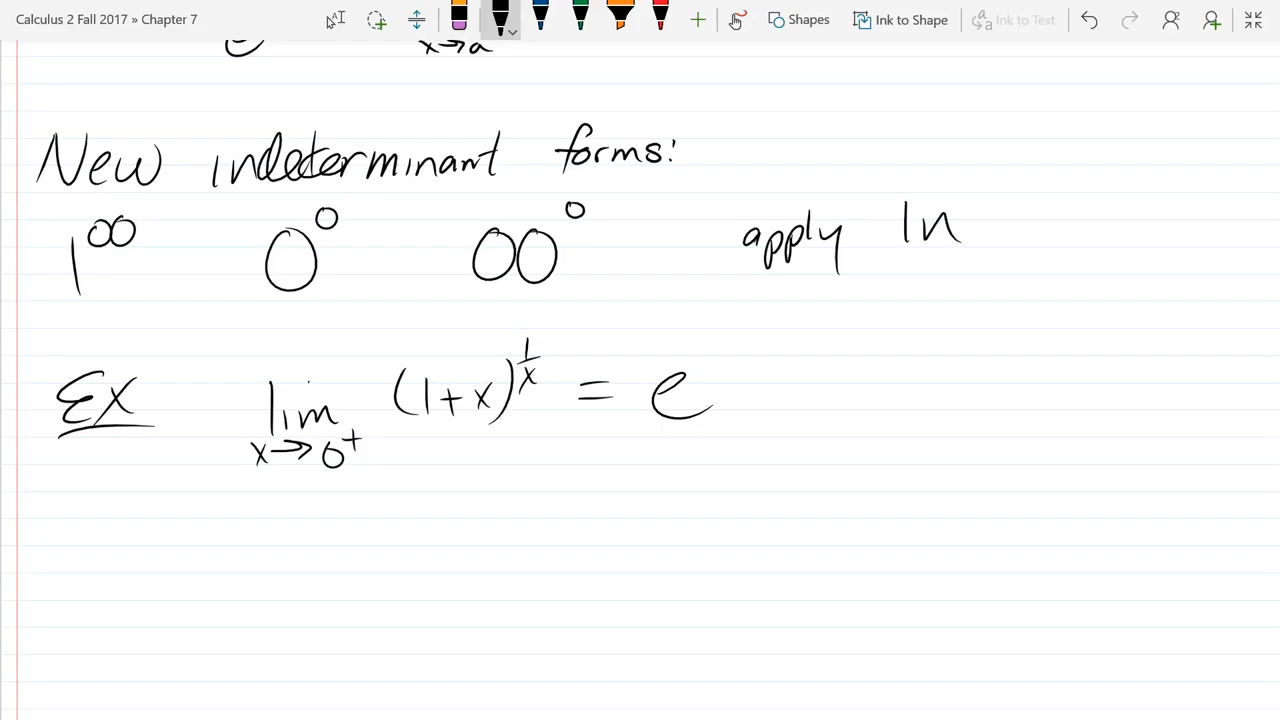 Calculus 2 Fall 2017 » Chapter 7
Shapes Ink to Shape Ink to Text
x→a
New indeterminant forms:
1^∞ 0^0 ∞^0 apply ln
Ex lim x→0⁺ (1+x)^(1/x) = e